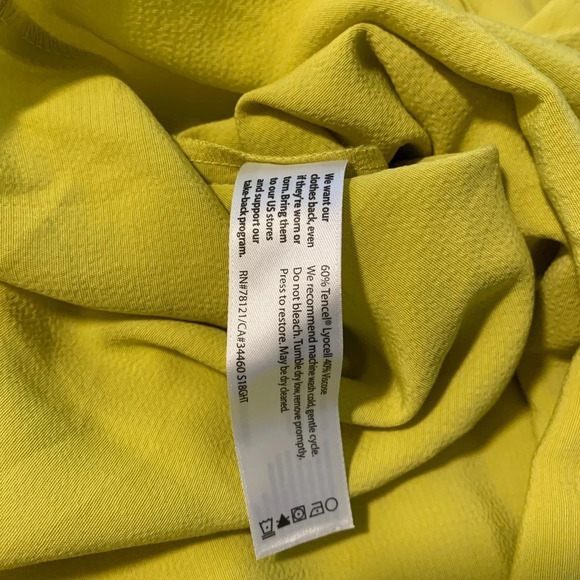 We want our
clothes back, even
if they're worn or
torn. Bring them
to our US stores
and support our
take-back program.
60% Tencel® Lyocell 40% Viscose
We recommend machine wash cold, gentle cycle.
Do not bleach. Tumble dry low, remove promptly.
Press to restore. May be dry cleaned.
RN#78121/CA#34460 S18GHT